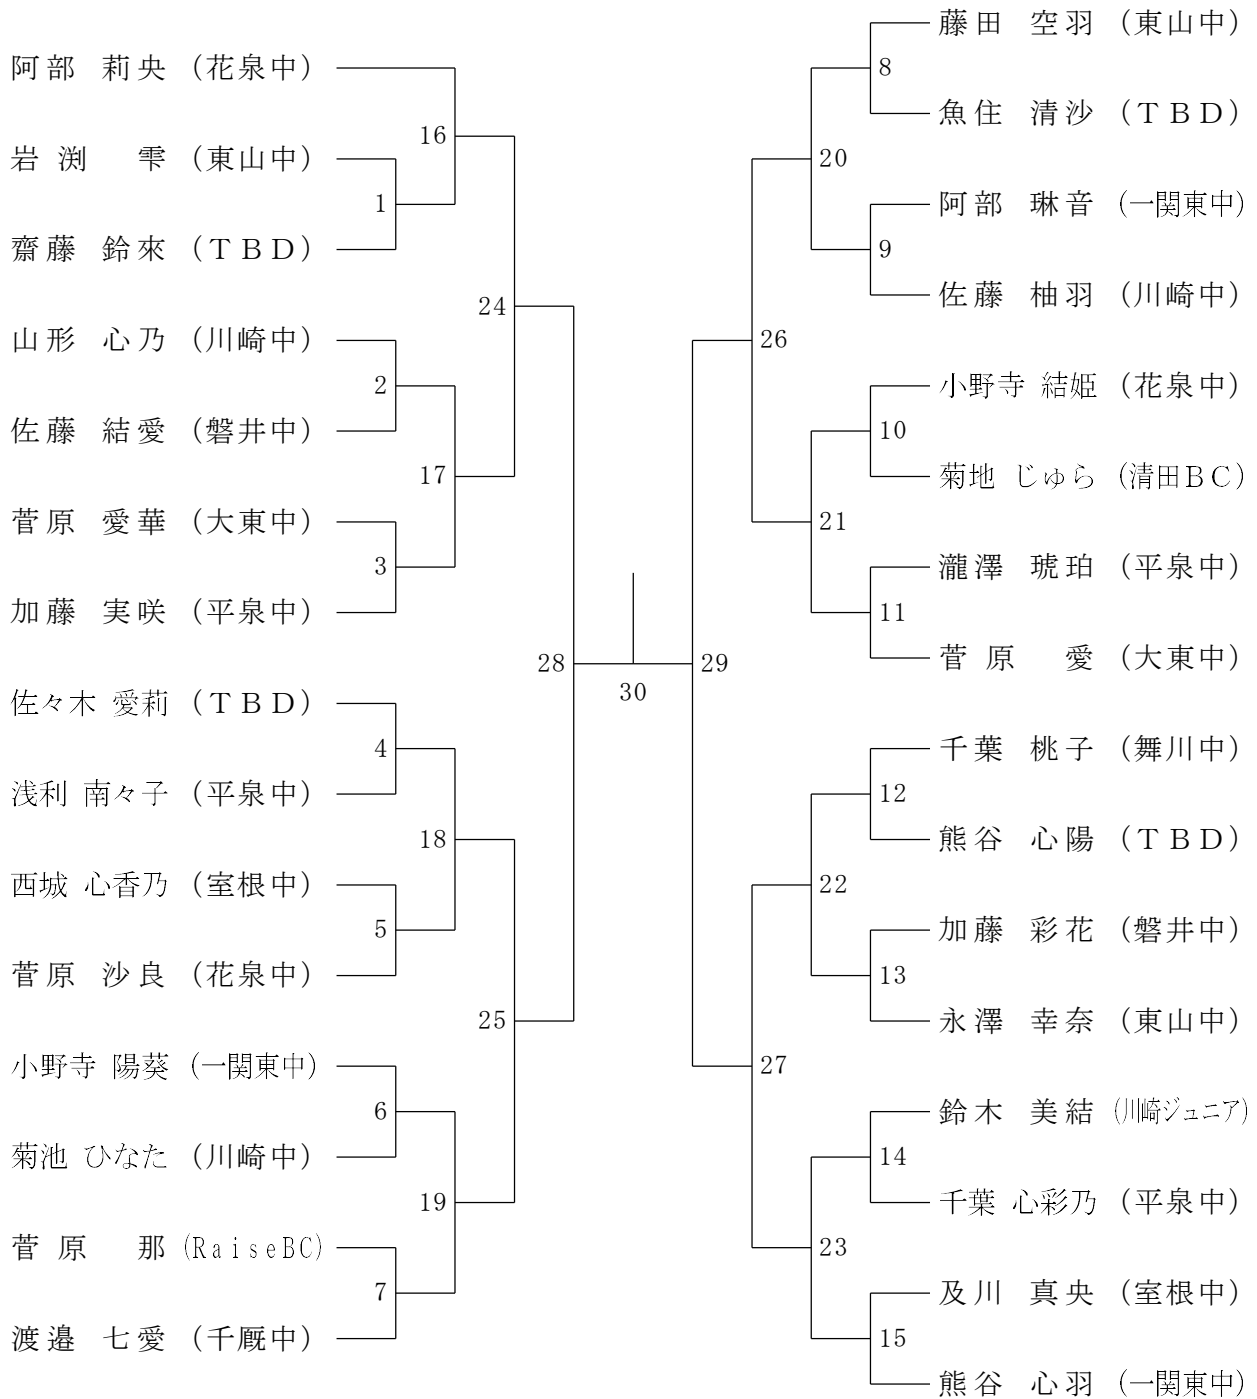 阿部 莉央 (花泉中)
岩渕 雫 (東山中)
齋藤 鈴來 (ＴＢＤ)
山形 心乃 (川崎中)
佐藤 結愛 (磐井中)
菅原 愛華 (大東中)
加藤 実咲 (平泉中)
佐々木 愛莉 (ＴＢＤ)
浅利 南々子 (平泉中)
西城 心香乃 (室根中)
菅原 沙良 (花泉中)
小野寺 陽葵 (一関東中)
菊池 ひなた (川崎中)
菅原 那 (RaiseBC)
渡邉 七愛 (千厩中)
1
2
3
4
5
6
7
16
17
18
19
24
25
28
30
29
26
27
20
21
22
23
8
9
10
11
12
13
14
15
藤田 空羽 (東山中)
魚住 清沙 (ＴＢＤ)
阿部 琳音 (一関東中)
佐藤 柚羽 (川崎中)
小野寺 結姫 (花泉中)
菊地 じゅら (清田ＢＣ)
瀧澤 琥珀 (平泉中)
菅原 愛 (大東中)
千葉 桃子 (舞川中)
熊谷 心陽 (ＴＢＤ)
加藤 彩花 (磐井中)
永澤 幸奈 (東山中)
鈴木 美結 (川崎ジュニア)
千葉 心彩乃 (平泉中)
及川 真央 (室根中)
熊谷 心羽 (一関東中)